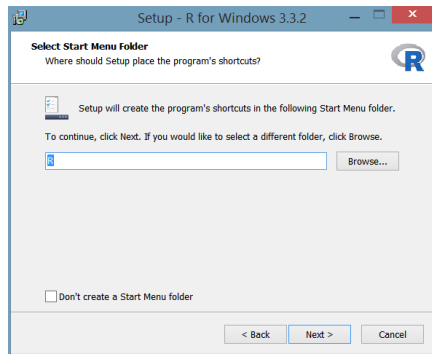 Setup - R for Windows 3.3.2
Select Start Menu Folder
Where should Setup place the program's shortcuts?
R
Setup will create the program's shortcuts in the following Start Menu folder.
To continue, click Next. If you would like to select a different folder, click Browse.
R
Browse...
Don't create a Start Menu folder
< Back
Next >
Cancel